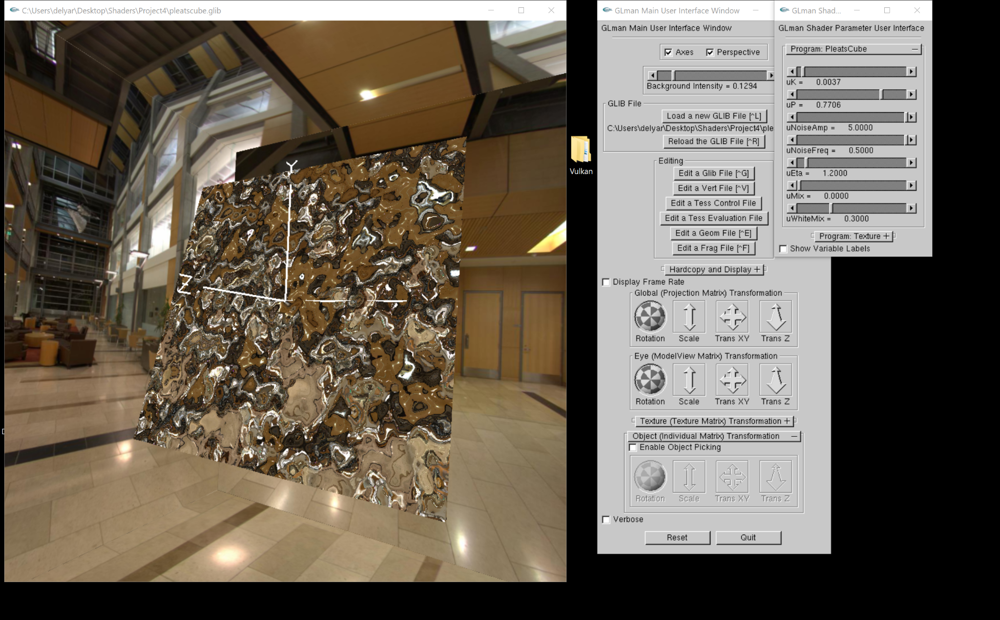 C:\Users\delyar\Desktop\Shaders\Project4\pleatscube.glib
Y
Z
Vulkan
GLman Main User Interface Window
GLman Main User Interface Window
Axes Perspective
Background Intensity = 0.1294
GLIB File
Load a new GLIB File [^L]
C:\Users\delyar\Desktop\Shaders\Project4\ple
Reload the GLIB File [^R]
Editing
Edit a Glib File [^G]
Edit a Vert File [^V]
Edit a Tess Control File
Edit a Tess Evaluation File
Edit a Geom File [^E]
Edit a Frag File [^F]
Hardcopy and Display +
Display Frame Rate
Global (Projection Matrix) Transformation
Rotation Scale Trans XY Trans Z
Eye (ModelView Matrix) Transformation
Rotation Scale Trans XY Trans Z
Texture (Texture Matrix) Transformation +
Object (Individual Matrix) Transformation −
Enable Object Picking
Rotation Scale Trans XY Trans Z
Verbose
Reset Quit
GLman Shad...
GLman Shader Parameter User Interface
Program: PleatsCube −
uK = 0.0037
uP = 0.7706
uNoiseAmp = 5.0000
uNoiseFreq = 0.5000
uEta = 1.2000
uMix = 0.0000
uWhiteMix = 0.3000
Program: Texture +
Show Variable Labels